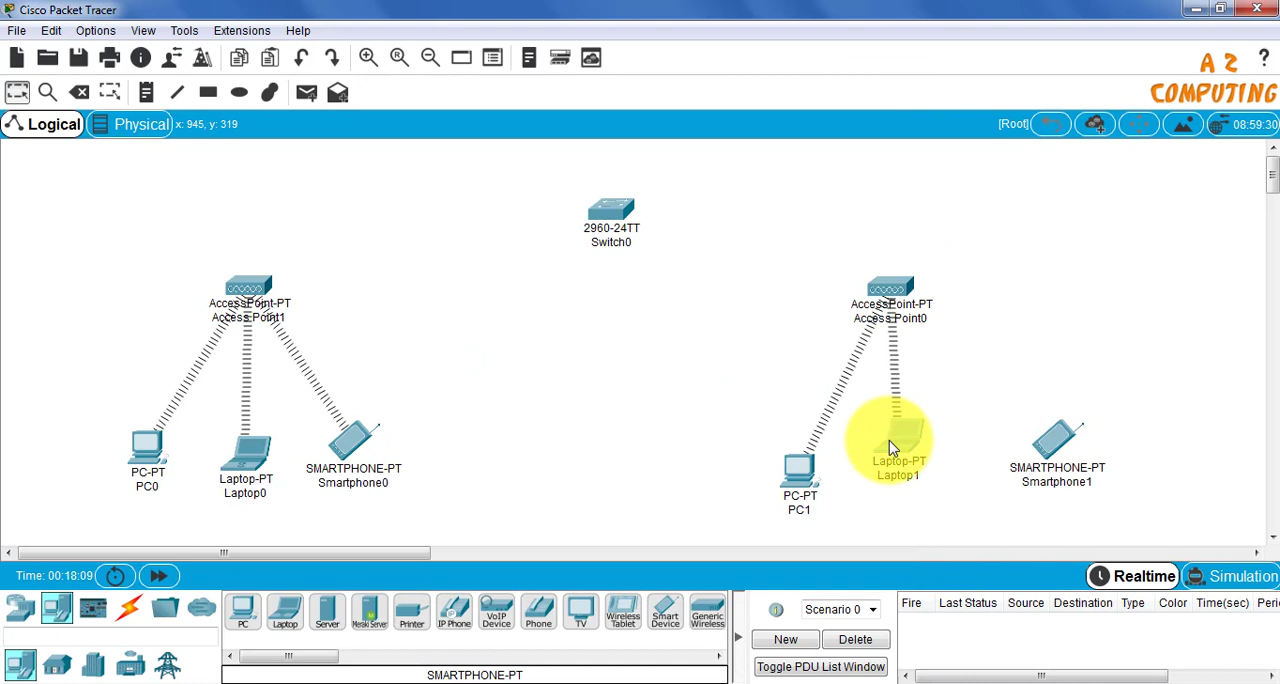 Cisco Packet Tracer
File Edit Options View Tools Extensions Help
A Z
COMPUTING
?
Logical
Physical
x: 945, y: 319
[Root]
08:59:30
2960-24TT
Switch0
AccessPoint-PT
Access Point1
AccessPoint-PT
Access Point0
PC-PT
PC0
Laptop-PT
Laptop0
SMARTPHONE-PT
Smartphone0
PC-PT
PC1
Laptop-PT
Laptop1
SMARTPHONE-PT
Smartphone1
Time: 00:18:09
Realtime
Simulation
PC
Laptop
Server
Meraki Server
Printer
IP Phone
VoIP
Device
Phone
TV
Wireless
Tablet
Smart
Device
Generic
Wireless
SMARTPHONE-PT
Scenario 0
New
Delete
Toggle PDU List Window
Fire Last Status Source Destination Type Color Time(sec) Peri